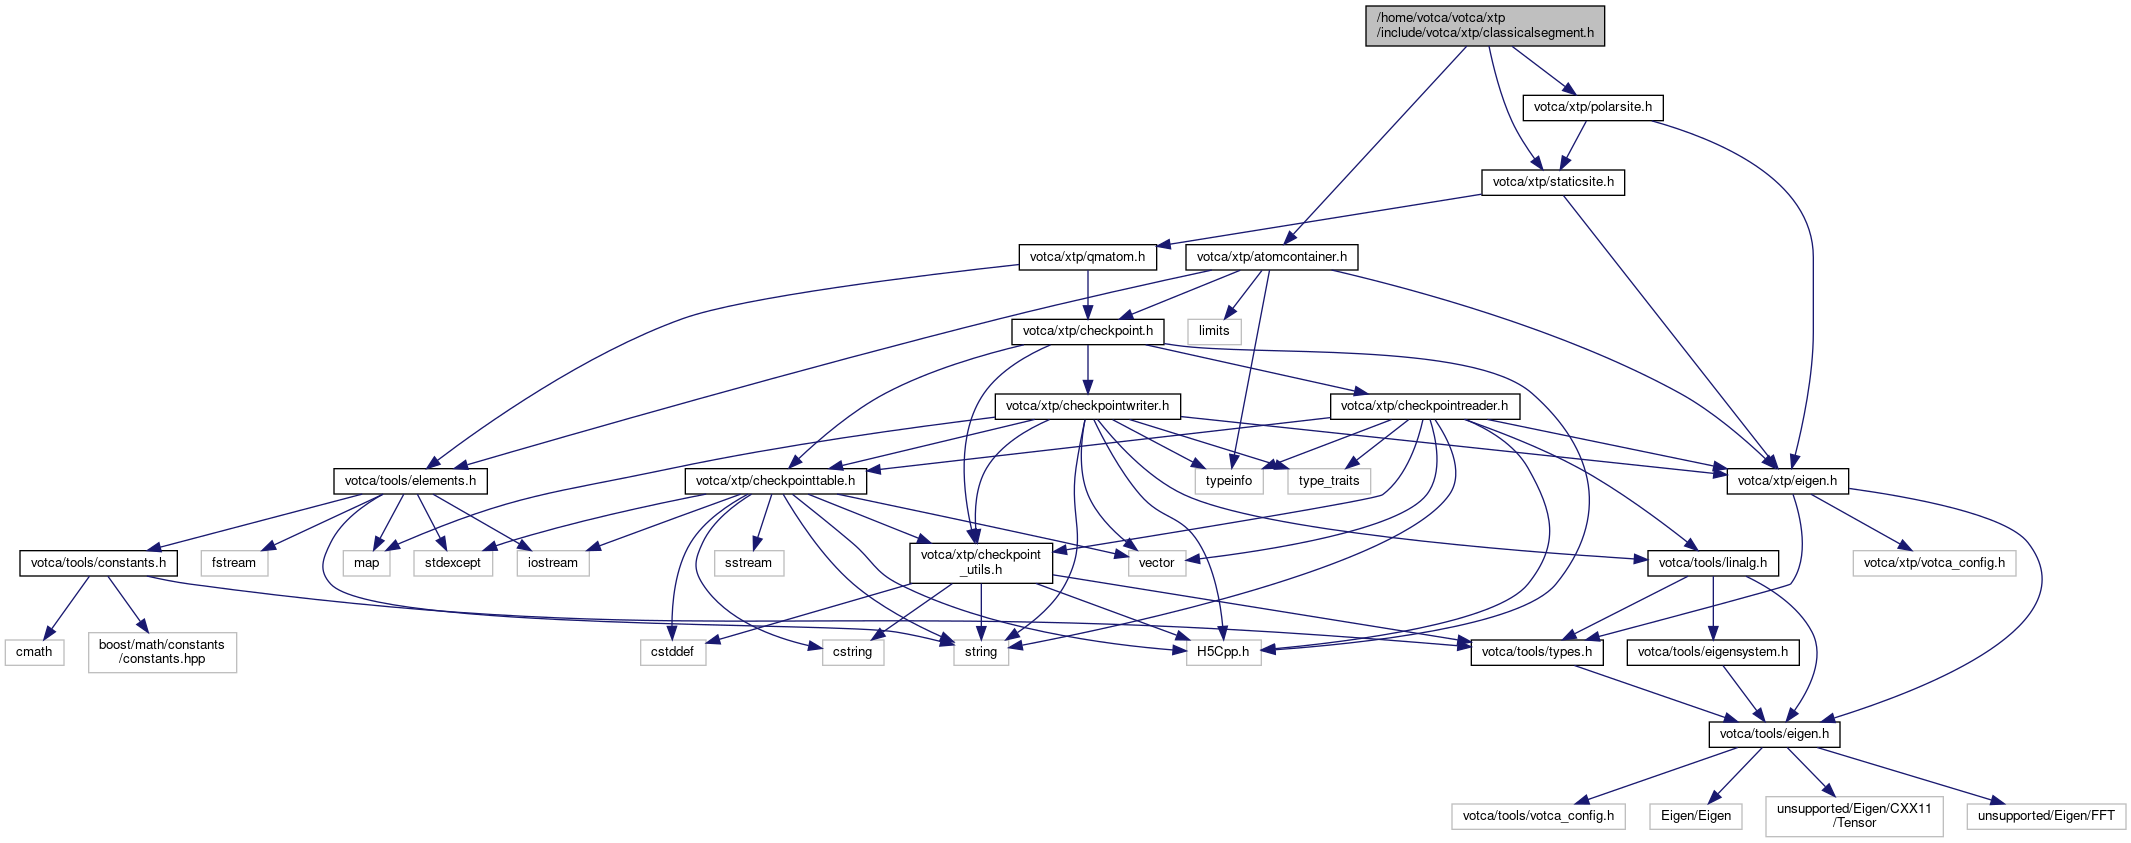 /home/votca/votca/xtp
/include/votca/xtp/classicalsegment.h
votca/xtp/polarsite.h
votca/xtp/staticsite.h
votca/xtp/qmatom.h
votca/xtp/atomcontainer.h
votca/xtp/checkpoint.h
limits
votca/xtp/checkpointwriter.h
votca/xtp/checkpointreader.h
votca/tools/elements.h
votca/xtp/checkpointtable.h
typeinfo
type_traits
votca/xtp/eigen.h
votca/tools/constants.h
fstream
map
stdexcept
iostream
sstream
votca/xtp/checkpoint
_utils.h
vector
votca/tools/linalg.h
votca/xtp/votca_config.h
cmath
boost/math/constants
/constants.hpp
cstddef
cstring
string
H5Cpp.h
votca/tools/types.h
votca/tools/eigensystem.h
votca/tools/eigen.h
votca/tools/votca_config.h
Eigen/Eigen
unsupported/Eigen/CXX11
/Tensor
unsupported/Eigen/FFT